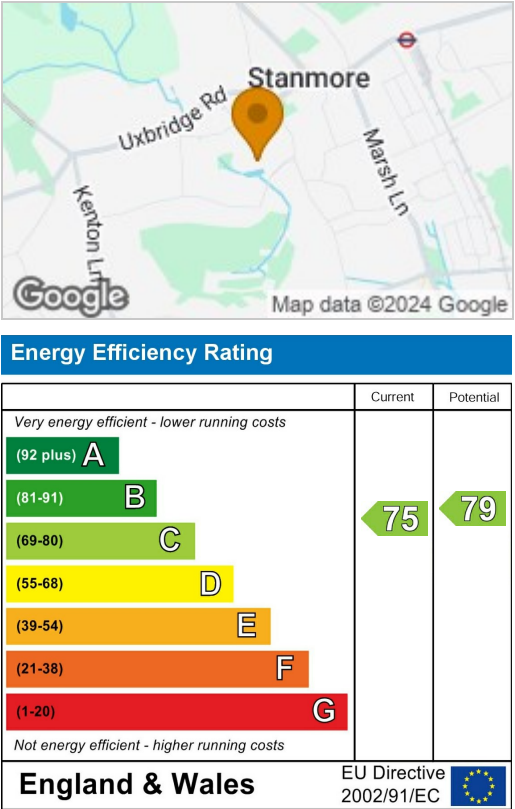 Stanmore
Uxbridge Rd
Marsh Ln
Kenton Ln
Google
Map data ©2024 Google
Energy Efficiency Rating
Current
Potential
Very energy efficient - lower running costs
(92 plus) A
(81-91) B
(69-80) C
75
79
(55-68) D
(39-54) E
(21-38) F
(1-20) G
Not energy efficient - higher running costs
England & Wales
EU Directive
2002/91/EC